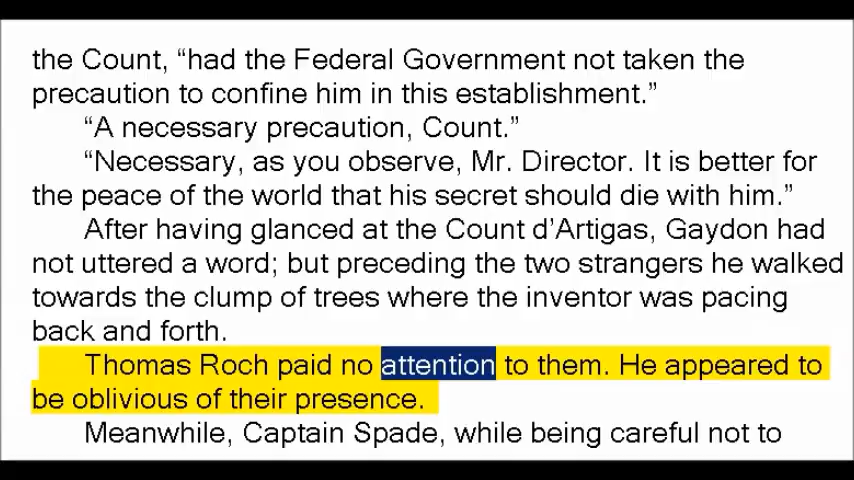 the Count, “had the Federal Government not taken the
precaution to confine him in this establishment.”
“A necessary precaution, Count.”
“Necessary, as you observe, Mr. Director. It is better for
the peace of the world that his secret should die with him.”
After having glanced at the Count d’Artigas, Gaydon had
not uttered a word; but preceding the two strangers he walked
towards the clump of trees where the inventor was pacing
back and forth.
Thomas Roch paid no attention to them. He appeared to
be oblivious of their presence.
Meanwhile, Captain Spade, while being careful not to